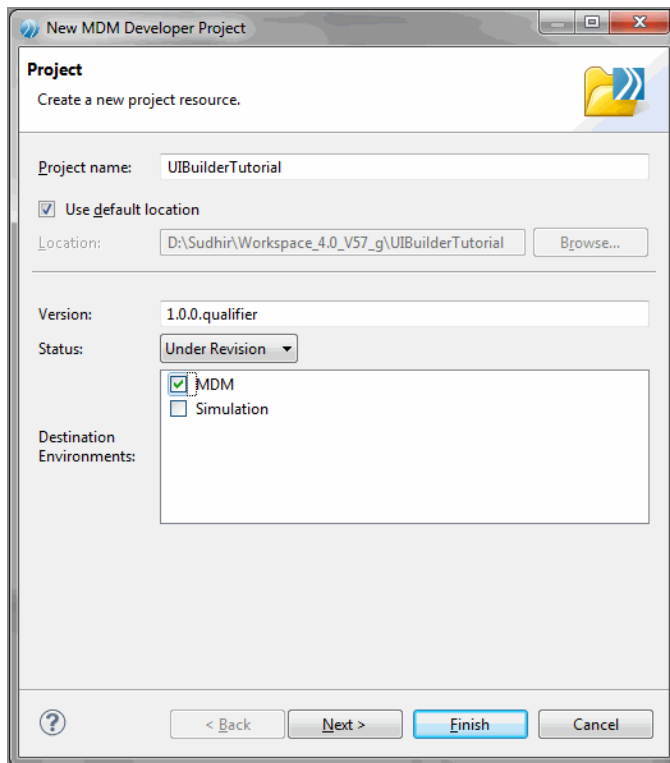 New MDM Developer Project
Project
Create a new project resource.
Project name: UIBuilderTutorial
Use default location
Location: D:\Sudhir\Workspace_4.0_V57_g\UIBuilderTutorial Browse...
Version: 1.0.0.qualifier
Status: Under Revision
MDM
Simulation
Destination
Environments:
< Back Next > Finish Cancel